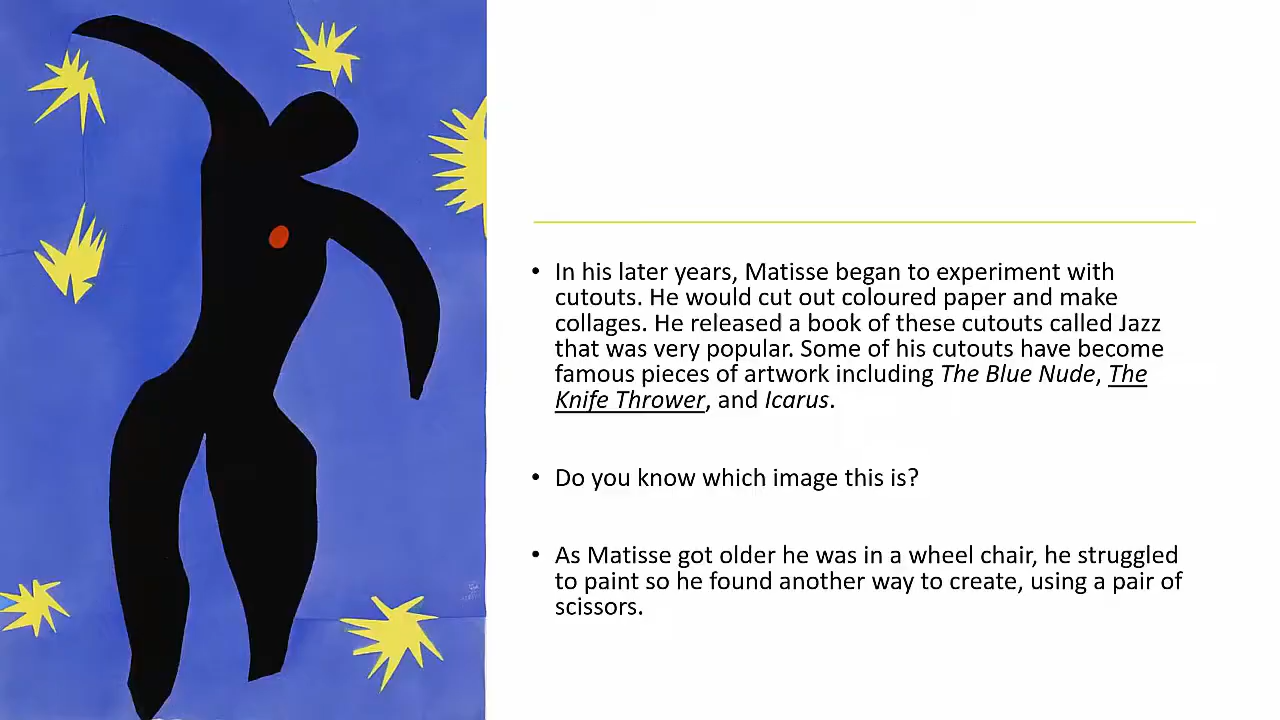 • In his later years, Matisse began to experiment with
cutouts. He would cut out coloured paper and make
collages. He released a book of these cutouts called Jazz
that was very popular. Some of his cutouts have become
famous pieces of artwork including The Blue Nude, The
Knife Thrower, and Icarus.
• Do you know which image this is?
• As Matisse got older he was in a wheel chair, he struggled
to paint so he found another way to create, using a pair of
scissors.